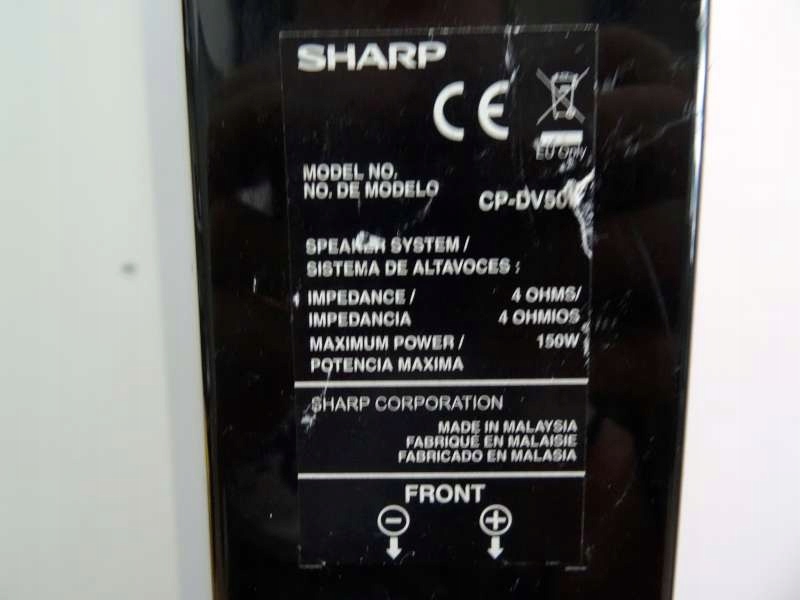 SHARP
CE
EU Only
MODEL NO.
NO. DE MODELO
SPEAKER SYSTEM /
SISTEMA DE ALTAVOCES :
IMPEDANCE / 4 OHMS/
IMPEDANCIA 4 OHMIOS
MAXIMUM POWER / 150W
POTENCIA MAXIMA
SHARP CORPORATION
MADE IN MALAYSIA
FABRIQUÉ EN MALAISIE
FABRICADO EN MALASIA
FRONT
- +